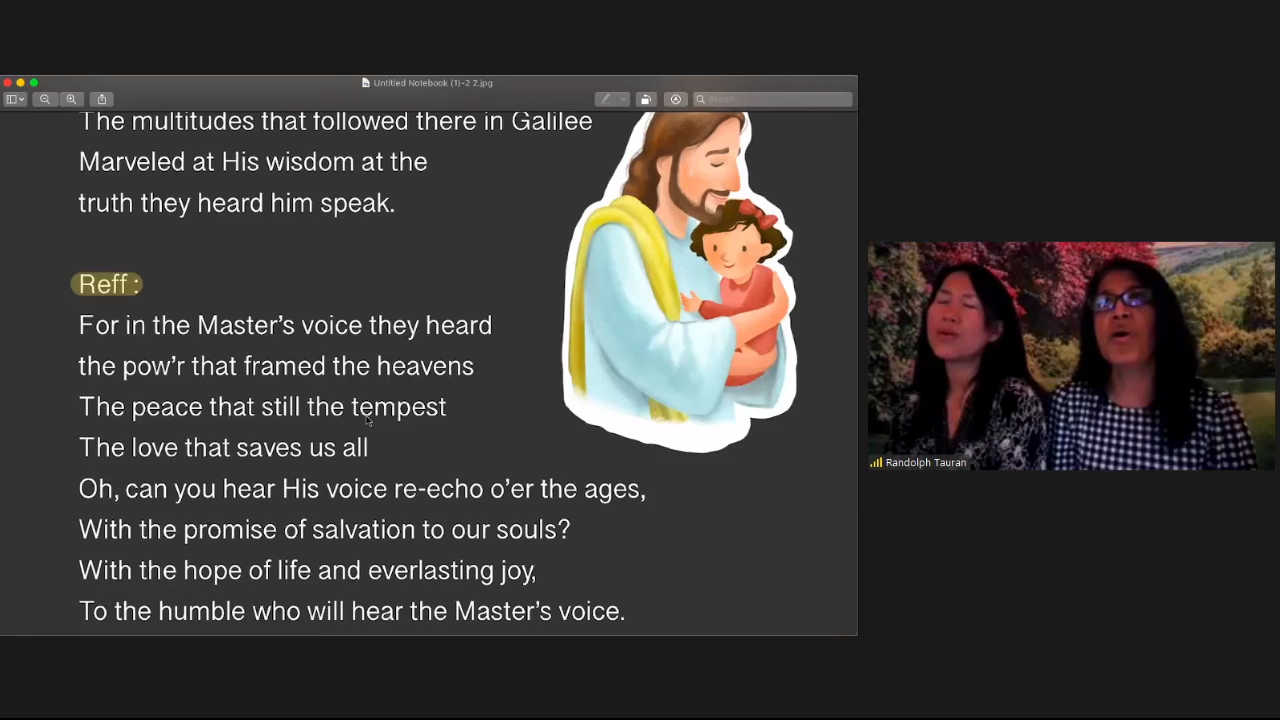 Untitled Notebook (1)-2 2.jpg
Search
The multitudes that followed there in Galilee
Marveled at His wisdom at the
truth they heard him speak.
Reff :
For in the Master’s voice they heard
the pow’r that framed the heavens
The peace that still the tempest
The love that saves us all
Oh, can you hear His voice re-echo o’er the ages,
With the promise of salvation to our souls?
With the hope of life and everlasting joy,
To the humble who will hear the Master’s voice.
Randolph Tauran